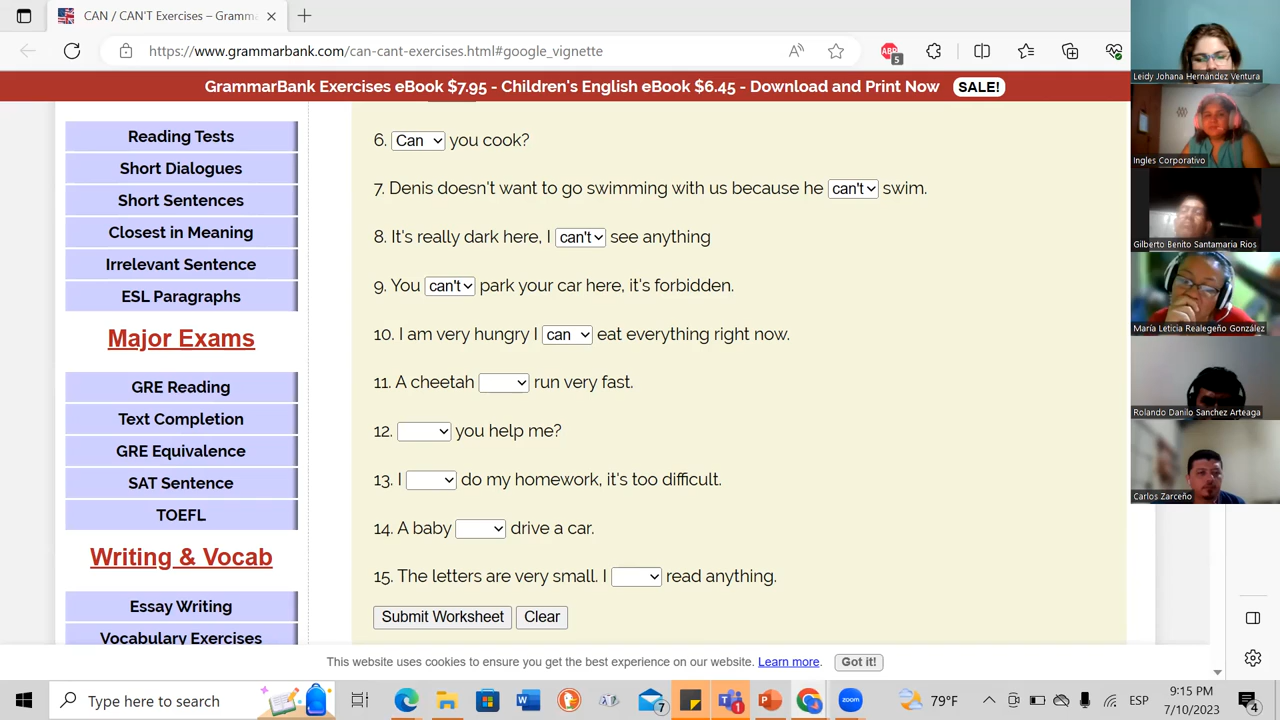 CAN / CAN'T Exercises – Gramma
https://www.grammarbank.com/can-cant-exercises.html#google_vignette
ABP
5
GrammarBank Exercises eBook $7.95 - Children's English eBook $6.45 - Download and Print Now SALE!
Reading Tests
Short Dialogues
Short Sentences
Closest in Meaning
Irrelevant Sentence
ESL Paragraphs
Major Exams
GRE Reading
Text Completion
GRE Equivalence
SAT Sentence
TOEFL
Writing & Vocab
Essay Writing
Vocabulary Exercises
6. Can you cook?
7. Denis doesn't want to go swimming with us because he can't swim.
8. It's really dark here, I can't see anything
9. You can't park your car here, it's forbidden.
10. I am very hungry I can eat everything right now.
11. A cheetah run very fast.
12. you help me?
13. I do my homework, it's too difficult.
14. A baby drive a car.
15. The letters are very small. I read anything.
Submit Worksheet Clear
This website uses cookies to ensure you get the best experience on our website. Learn more. Got it!
Leidy Johana Hernández Ventura
Ingles Corporativo
Gilberto Benito Santamaria Rios
María Leticia Realegeño González
Rolando Danilo Sanchez Arteaga
Carlos Zarceño
Type here to search
7
1
zoom
79°F
ESP
9:15 PM
7/10/2023
4